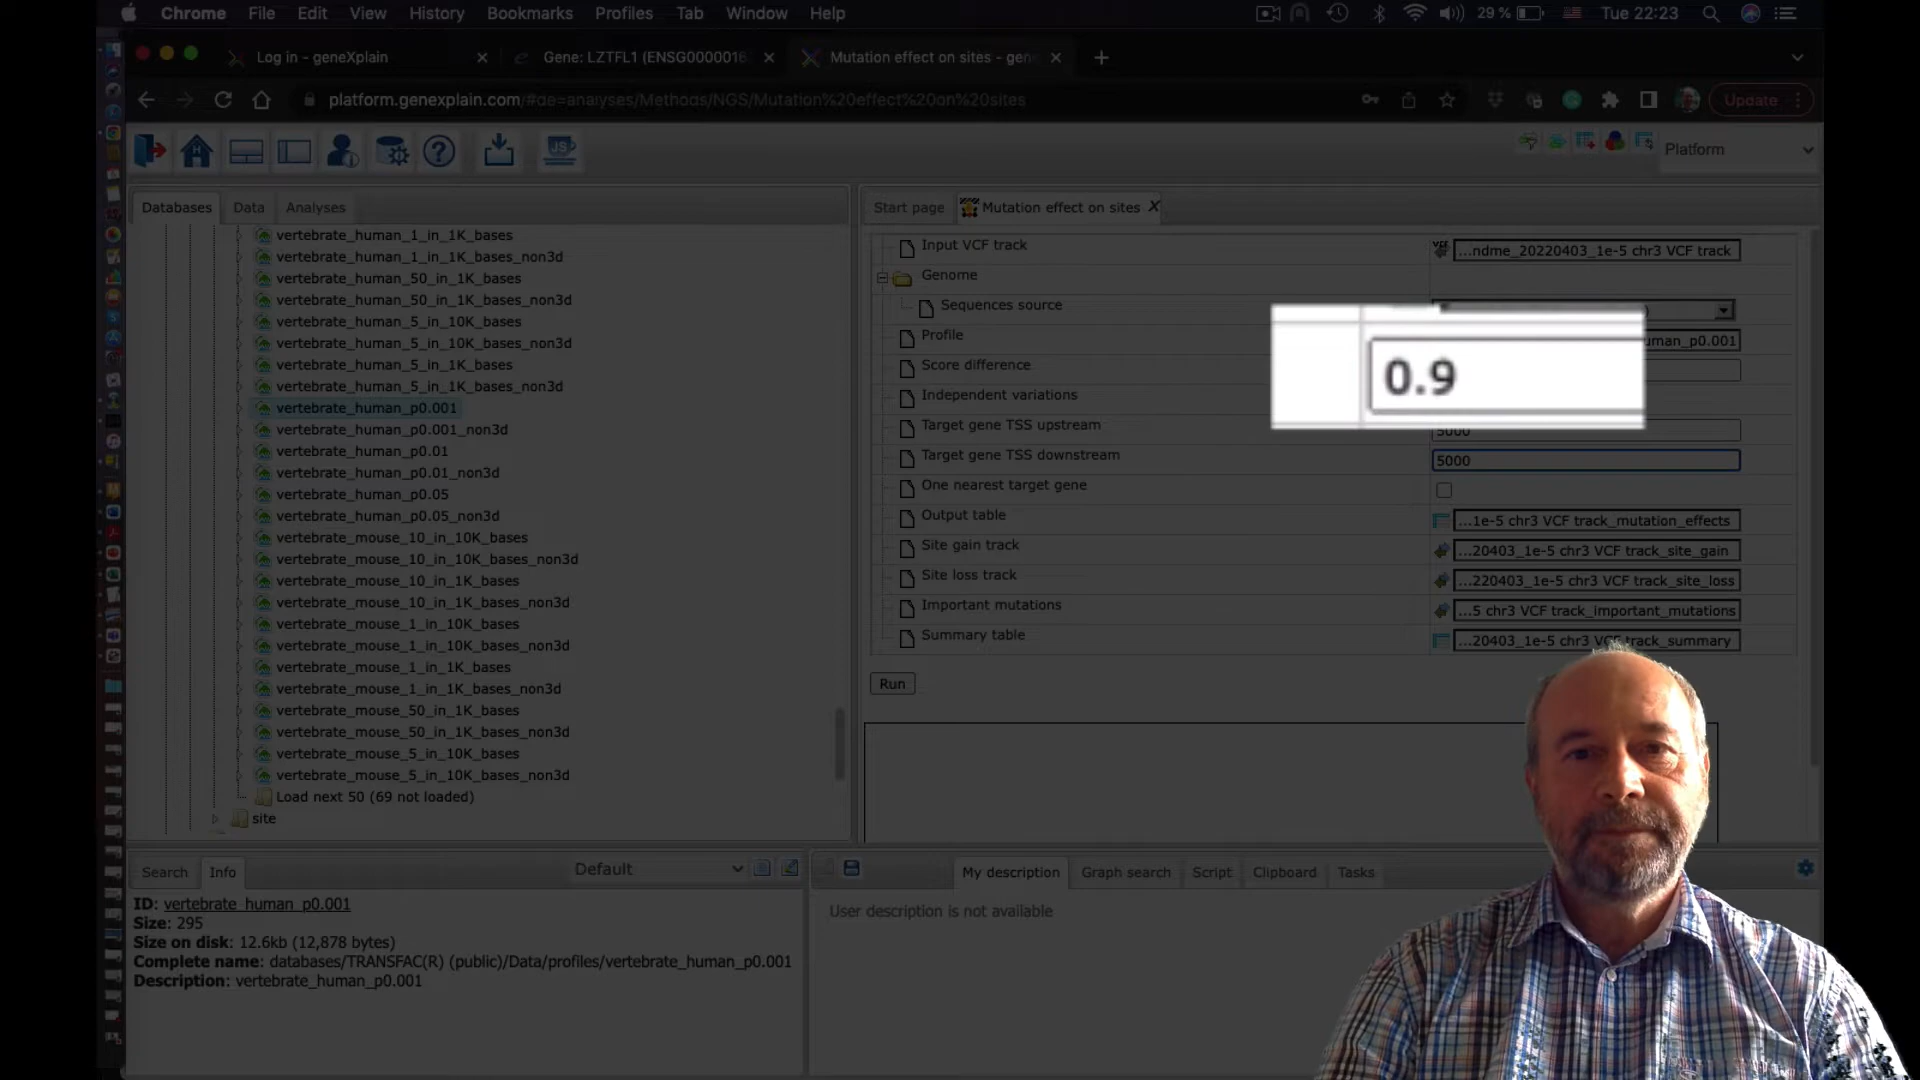 Chrome File Edit View History Bookmarks Profiles Tab Window Help 29 % Tue 22:23
Log in - geneXplain
Gene: LZTFL1 (ENSG0000016
Mutation effect on sites - gene
platform.genexplain.com/#de=analyses/Methods/NGS/Mutation%20effect%20on%20sites
Update
JS
Platform
Databases Data Analyses
vertebrate_human_1_in_1K_bases
vertebrate_human_1_in_1K_bases_non3d
vertebrate_human_50_in_1K_bases
vertebrate_human_50_in_1K_bases_non3d
vertebrate_human_5_in_10K_bases
vertebrate_human_5_in_10K_bases_non3d
vertebrate_human_5_in_1K_bases
vertebrate_human_5_in_1K_bases_non3d
vertebrate_human_p0.001
vertebrate_human_p0.001_non3d
vertebrate_human_p0.01
vertebrate_human_p0.01_non3d
vertebrate_human_p0.05
vertebrate_human_p0.05_non3d
vertebrate_mouse_10_in_10K_bases
vertebrate_mouse_10_in_10K_bases_non3d
vertebrate_mouse_10_in_1K_bases
vertebrate_mouse_10_in_1K_bases_non3d
vertebrate_mouse_1_in_10K_bases
vertebrate_mouse_1_in_10K_bases_non3d
vertebrate_mouse_1_in_1K_bases
vertebrate_mouse_1_in_1K_bases_non3d
vertebrate_mouse_50_in_1K_bases
vertebrate_mouse_50_in_1K_bases_non3d
vertebrate_mouse_5_in_10K_bases
vertebrate_mouse_5_in_10K_bases_non3d
Load next 50 (69 not loaded)
site
Start page Mutation effect on sites X
Input VCF track ...ndme_20220403_1e-5 chr3 VCF track
Genome
Sequences source
Profile uman_p0.001
Score difference 0.9
Independent variations
Target gene TSS upstream 5000
Target gene TSS downstream 5000
One nearest target gene
Output table ...1e-5 chr3 VCF track_mutation_effects
Site gain track ...20403_1e-5 chr3 VCF track_site_gain
Site loss track ...220403_1e-5 chr3 VCF track_site_loss
Important mutations ...5 chr3 VCF track_important_mutations
Summary table ...20403_1e-5 chr3 VCF track_summary
Run
Search Info Default
ID: vertebrate_human_p0.001
Size: 295
Size on disk: 12.6kb (12,878 bytes)
Complete name: databases/TRANSFAC(R) (public)/Data/profiles/vertebrate_human_p0.001
Description: vertebrate_human_p0.001
My description Graph search Script Clipboard Tasks
User description is not available